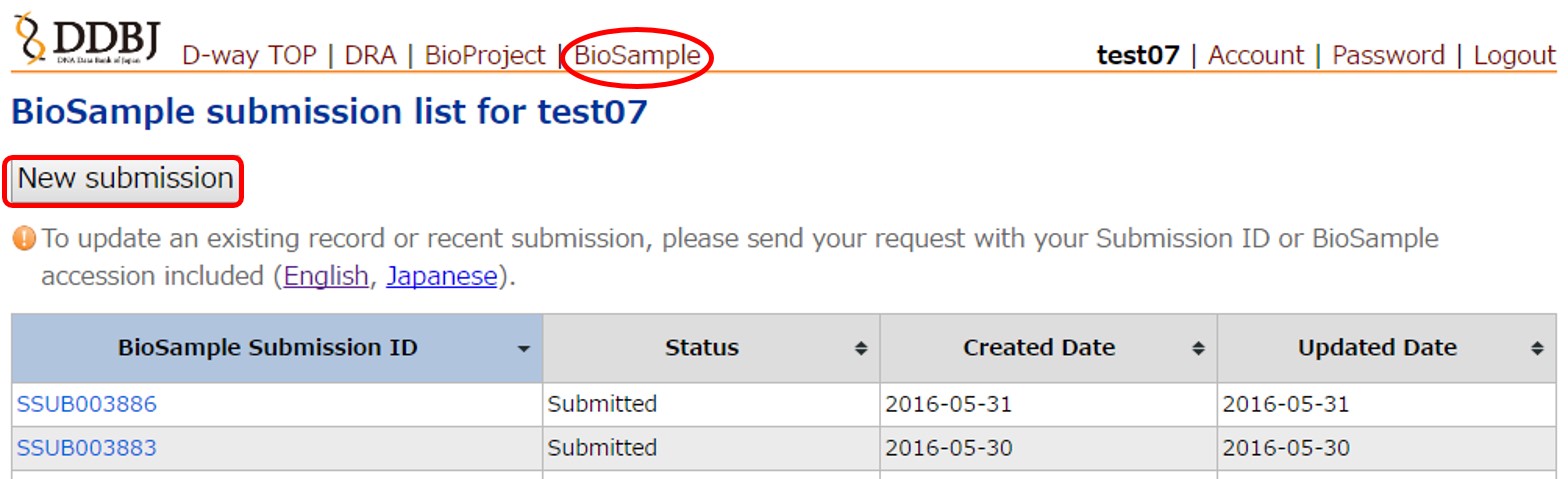 DDBJ
DNA Data Bank of Japan
D-way TOP | DRA | BioProject | BioSample
test07 | Account | Password | Logout
BioSample submission list for test07
New submission
! To update an existing record or recent submission, please send your request with your Submission ID or BioSample
accession included (English, Japanese).
BioSample Submission ID Status Created Date Updated Date
SSUB003886 Submitted 2016-05-31 2016-05-31
SSUB003883 Submitted 2016-05-30 2016-05-30